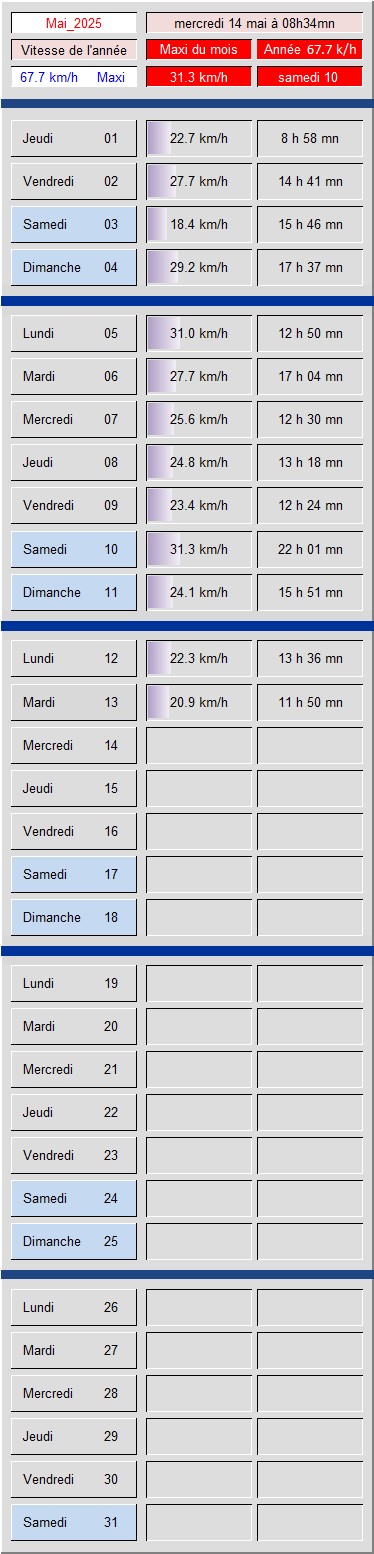 Mai_2025 mercredi 14 mai à 08h34mn
Vitesse de l'année Maxi du mois Année 67.7 k/h
67.7 km/h Maxi 31.3 km/h samedi 10
Jeudi 01 22.7 km/h 8 h 58 mn
Vendredi 02 27.7 km/h 14 h 41 mn
Samedi 03 18.4 km/h 15 h 46 mn
Dimanche 04 29.2 km/h 17 h 37 mn
Lundi 05 31.0 km/h 12 h 50 mn
Mardi 06 27.7 km/h 17 h 04 mn
Mercredi 07 25.6 km/h 12 h 30 mn
Jeudi 08 24.8 km/h 13 h 18 mn
Vendredi 09 23.4 km/h 12 h 24 mn
Samedi 10 31.3 km/h 22 h 01 mn
Dimanche 11 24.1 km/h 15 h 51 mn
Lundi 12 22.3 km/h 13 h 36 mn
Mardi 13 20.9 km/h 11 h 50 mn
Mercredi 14
Jeudi 15
Vendredi 16
Samedi 17
Dimanche 18
Lundi 19
Mardi 20
Mercredi 21
Jeudi 22
Vendredi 23
Samedi 24
Dimanche 25
Lundi 26
Mardi 27
Mercredi 28
Jeudi 29
Vendredi 30
Samedi 31